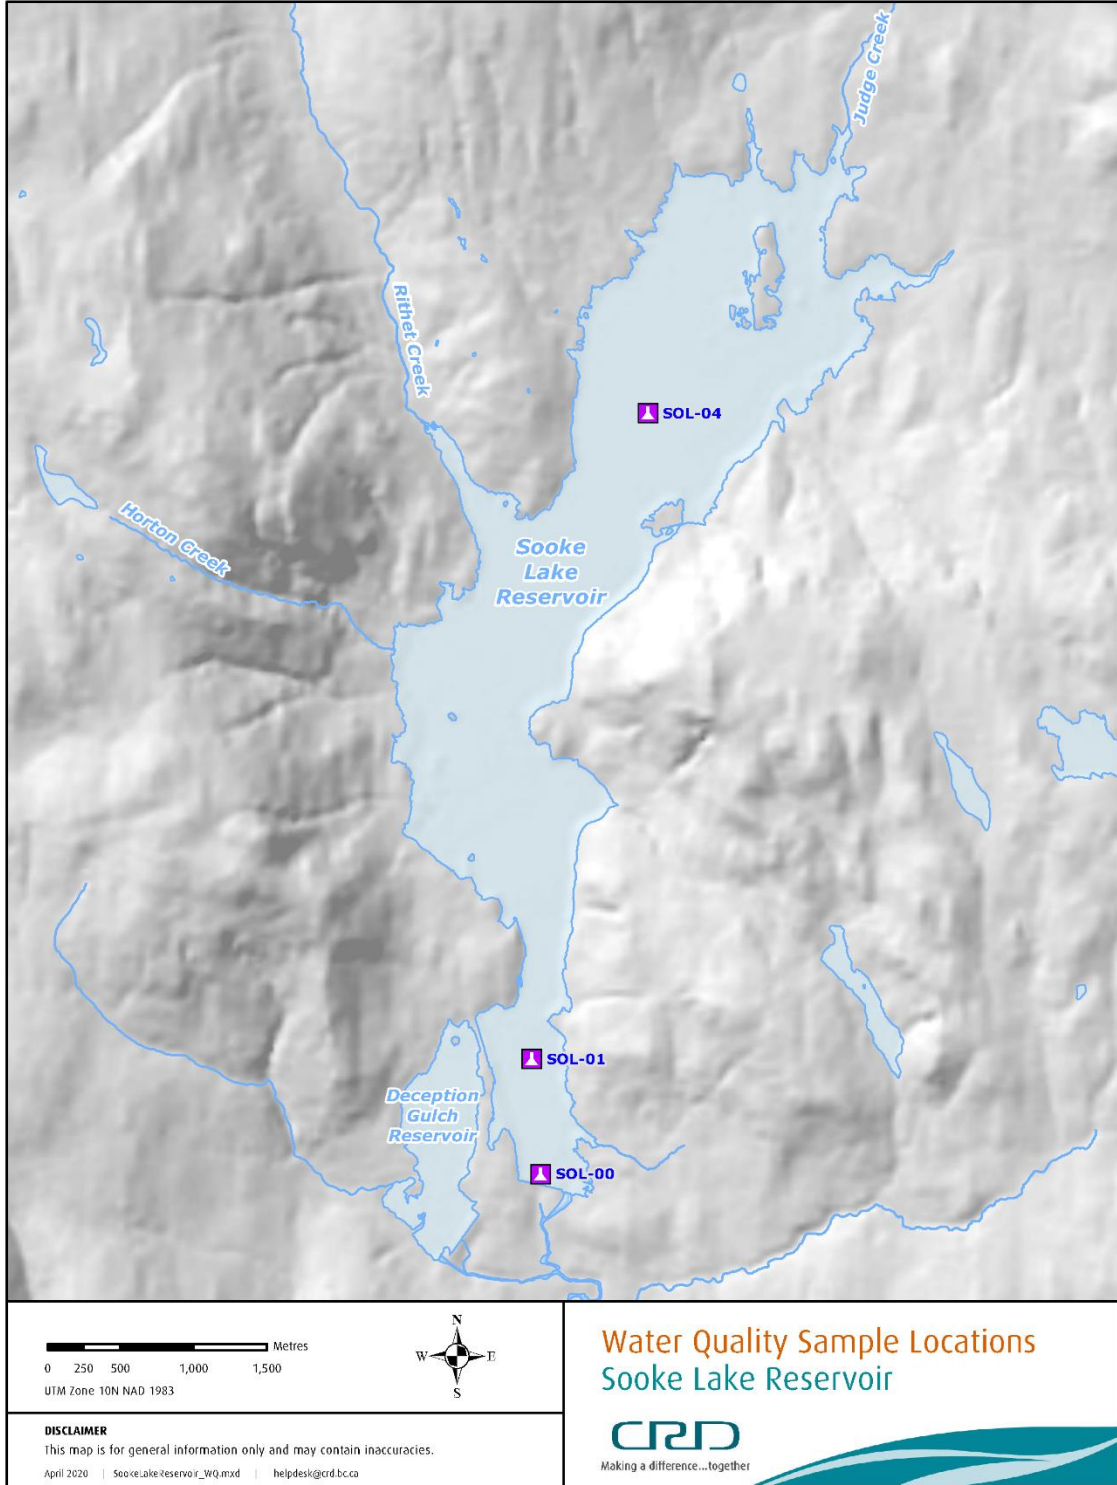 Judge Creek
Rithet Creek
SOL-04
Horton Creek
Sooke
Lake
Reservoir
SOL-01
Deception
Gulch
Reservoir
SOL-00
Metres
0 250 500 1,000 1,500
UTM Zone 10N NAD 1983
N
W E
S
DISCLAIMER
This map is for general information only and may contain inaccuracies.
April 2020 | SookeLakeReservoir_WQ.mxd | helpdesk@crd.bc.ca
Water Quality Sample Locations
Sooke Lake Reservoir
CRD
Making a difference...together